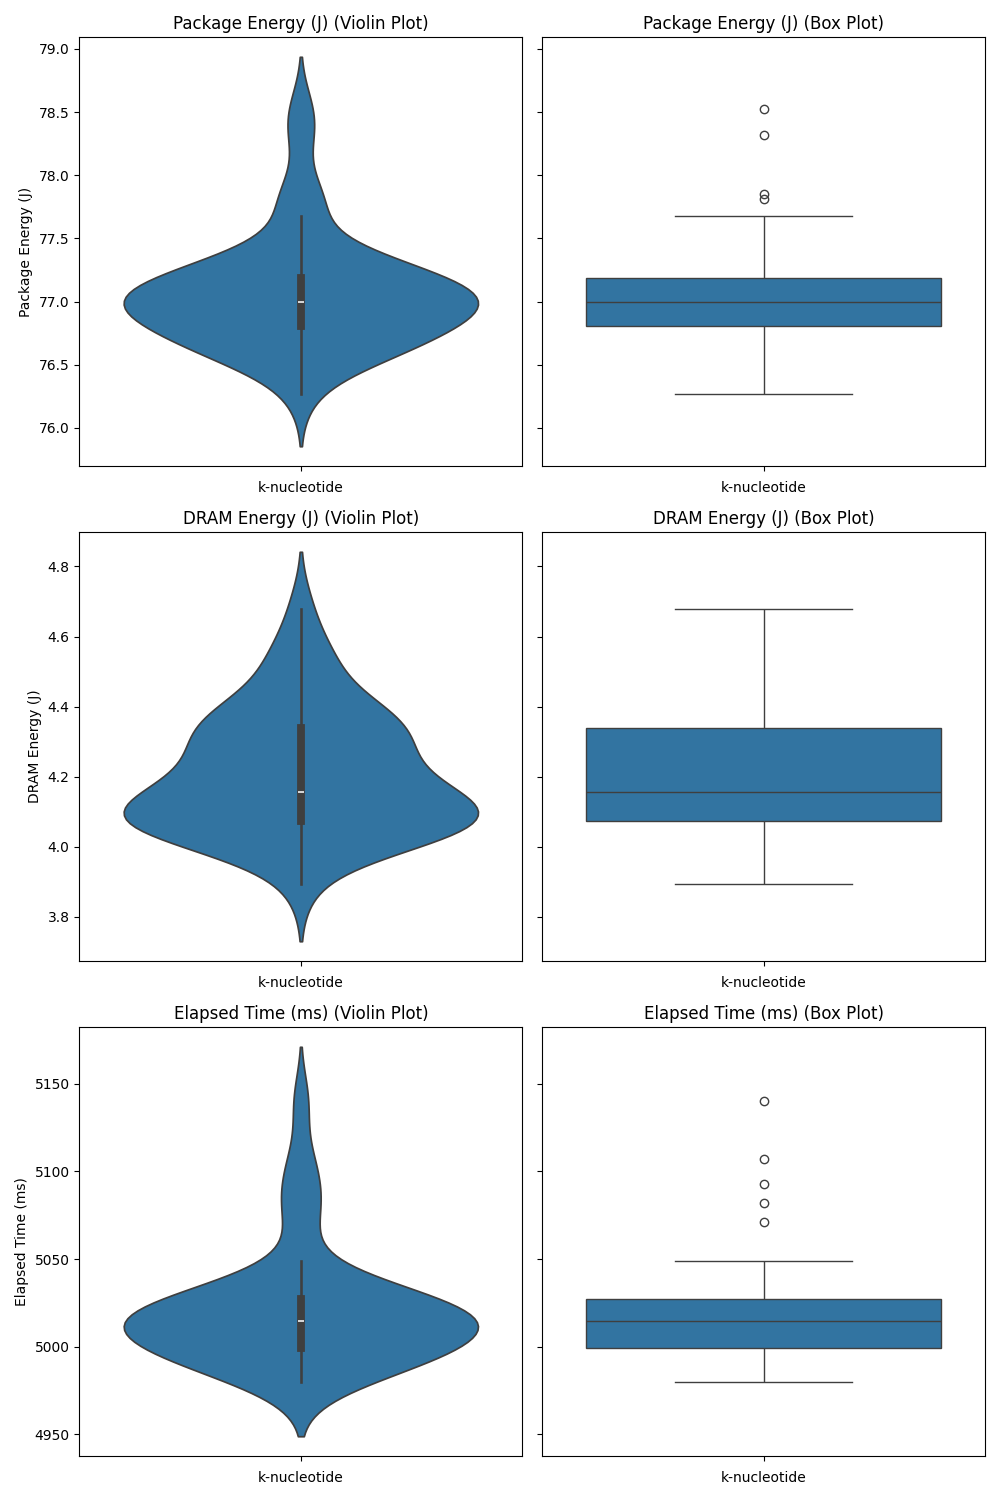 Package Energy (J) (Violin Plot)
Package Energy (J) (Box Plot)
Package Energy (J)
79.0
78.5
78.0
77.5
77.0
76.5
76.0
k-nucleotide
k-nucleotide
DRAM Energy (J) (Violin Plot)
DRAM Energy (J) (Box Plot)
DRAM Energy (J)
4.8
4.6
4.4
4.2
4.0
3.8
k-nucleotide
k-nucleotide
Elapsed Time (ms) (Violin Plot)
Elapsed Time (ms) (Box Plot)
Elapsed Time (ms)
5150
5100
5050
5000
4950
k-nucleotide
k-nucleotide